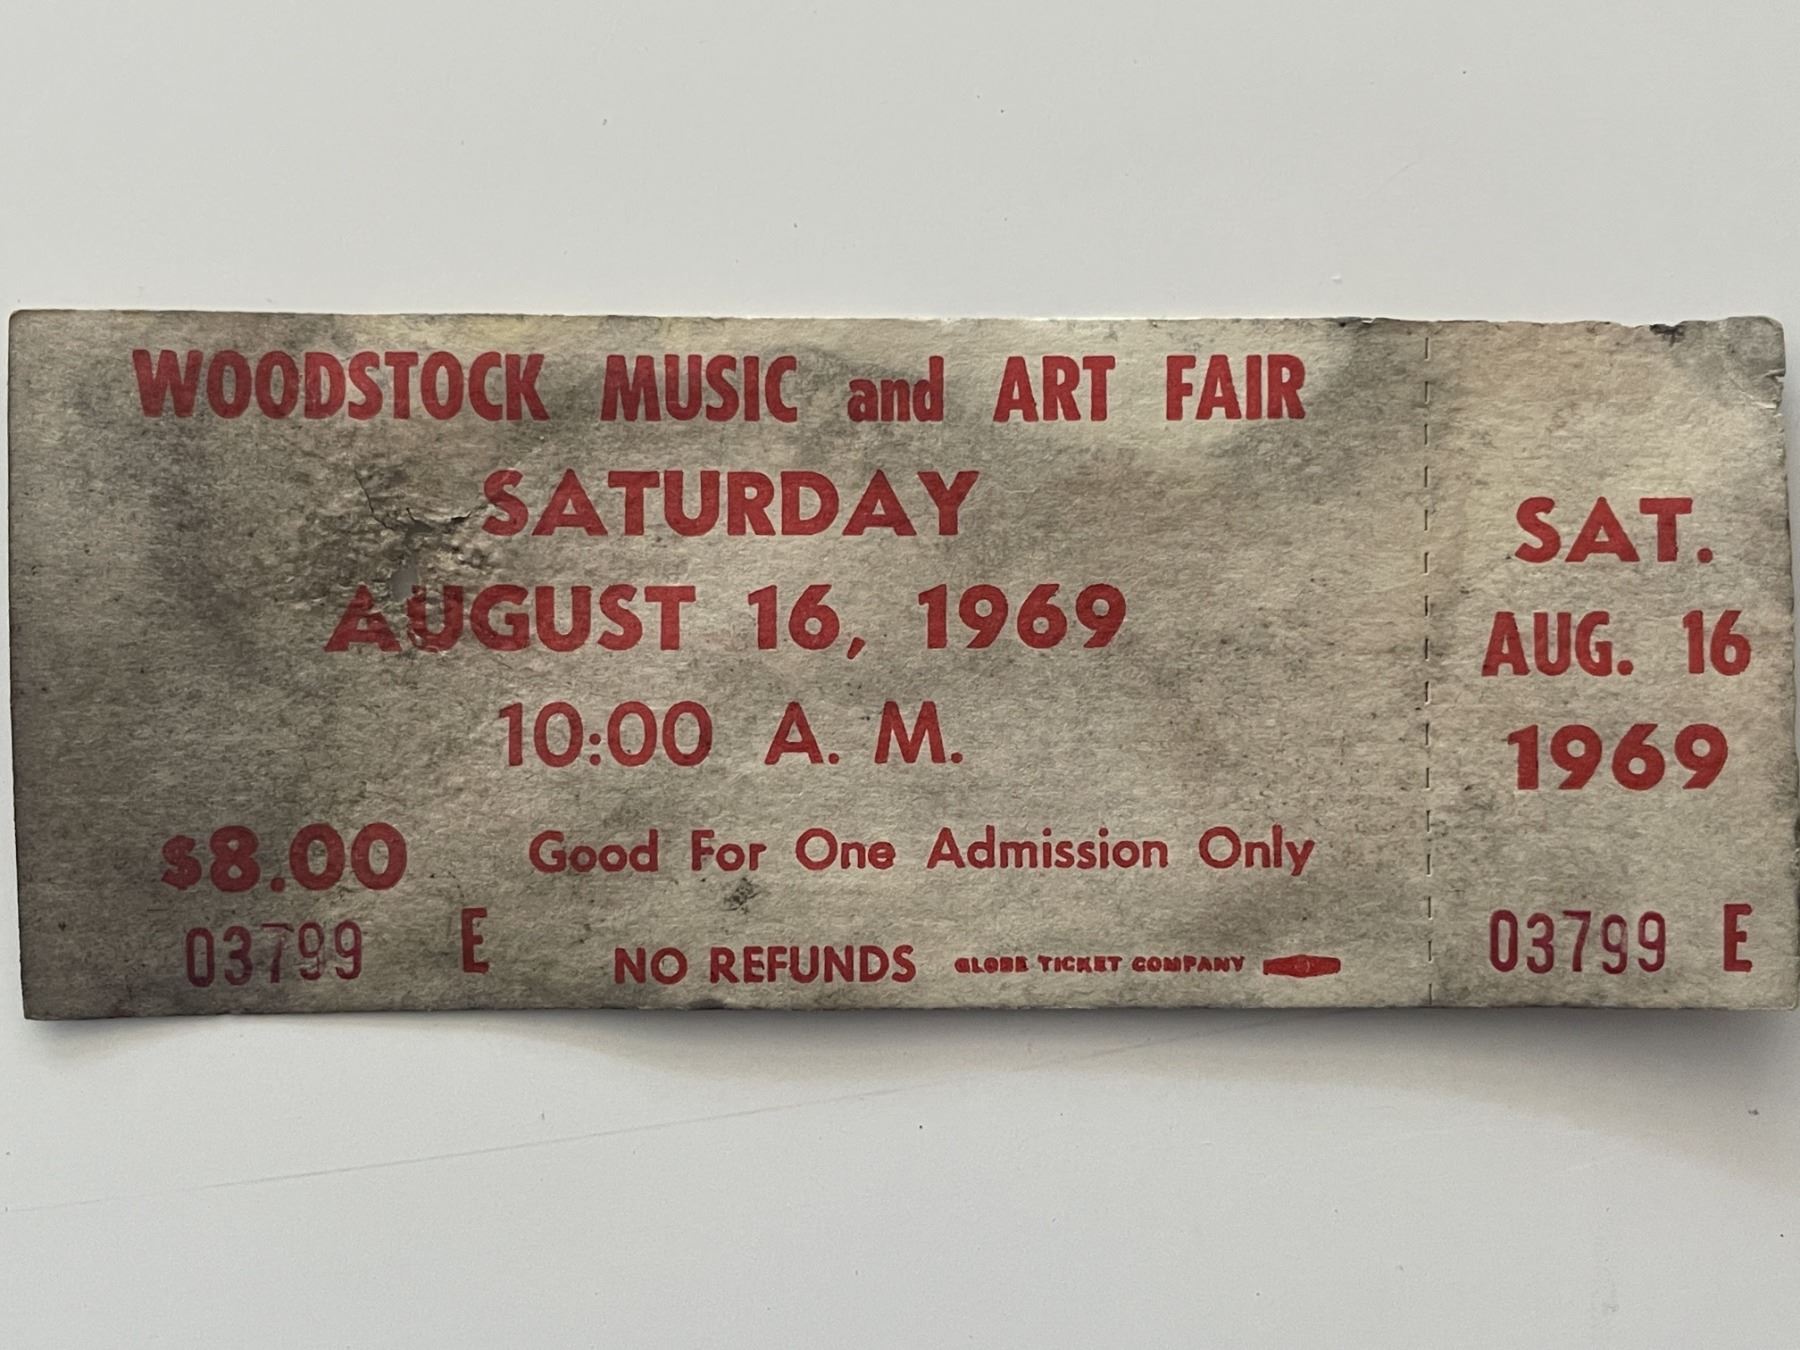 WOODSTOCK MUSIC and ART FAIR
SATURDAY
AUGUST 16, 1969
10:00 A. M.
$8.00 Good For One Admission Only
03799 E NO REFUNDS GLOBE TICKET COMPANY
SAT.
AUG. 16
1969
03799 E